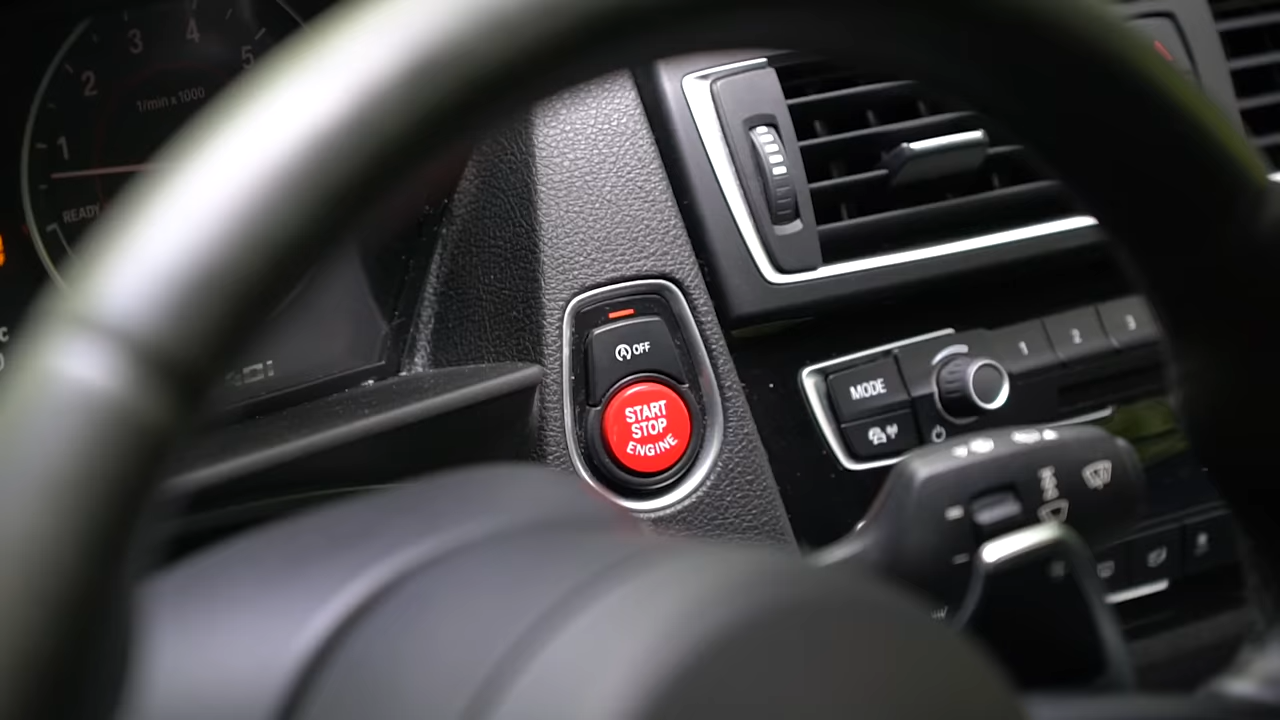 3 4 5
2
1/min x 1000
1
READY
OFF
START
STOP
ENGINE
MODE
1 2 3